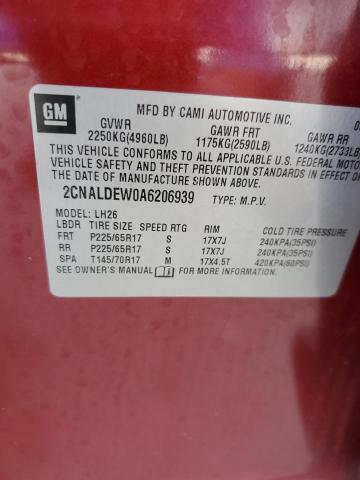 GM
MFD BY CAMI AUTOMOTIVE INC.
GVWR GAWR FRT GAWR RR
2250KG(4960LB) 1175KG(2590LB) 1240KG(2733LB)
THIS VEHICLE CONFORMS TO ALL APPLICABLE U.S. FEDERAL MOTOR
VEHICLE SAFETY AND THEFT PREVENTION STANDARDS IN EFFECT ON
THE DATE OF MANUFACTURE SHOWN ABOVE.
2CNALDEW0A6206939 TYPE: M.P.V.
MODEL: LH26
LBDR TIRE SIZE SPEED RTG RIM COLD TIRE PRESSURE
FRT P225/65R17 S 17X7J 240KPA(35PSI)
RR P225/65R17 S 17X7J 240KPA(35PSI)
SPA T145/70R17 M 17X4.5T 420KPA(60PSI)
SEE OWNER'S MANUAL FOR MORE INFORMATION.